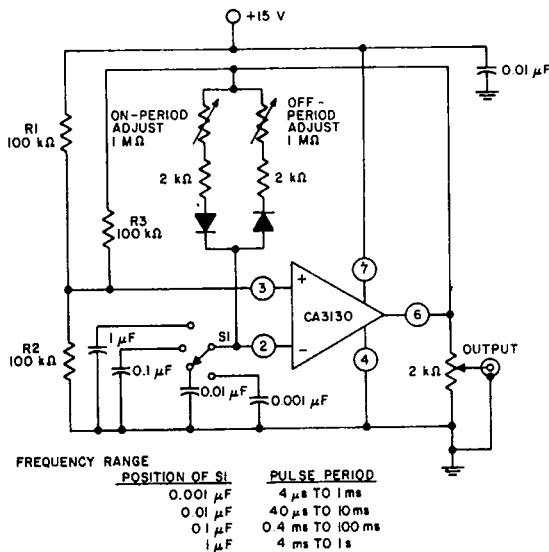 +15 V
0.01 µF
R1
100 kΩ
ON-PERIOD
ADJUST
1 MΩ
OFF-
PERIOD
ADJUST
1 MΩ
2 kΩ
2 kΩ
R3
100 kΩ
7
3
+
CA3130
6
2
-
4
S1
1 µF
R2
100 kΩ
0.1 µF
0.01 µF
0.001 µF
2 kΩ
OUTPUT
FREQUENCY RANGE
POSITION OF S1 PULSE PERIOD
0.001 µF 4 µs TO 1 ms
0.01 µF 40 µs TO 10 ms
0.1 µF 0.4 ms TO 100 ms
1 µF 4 ms TO 1 s